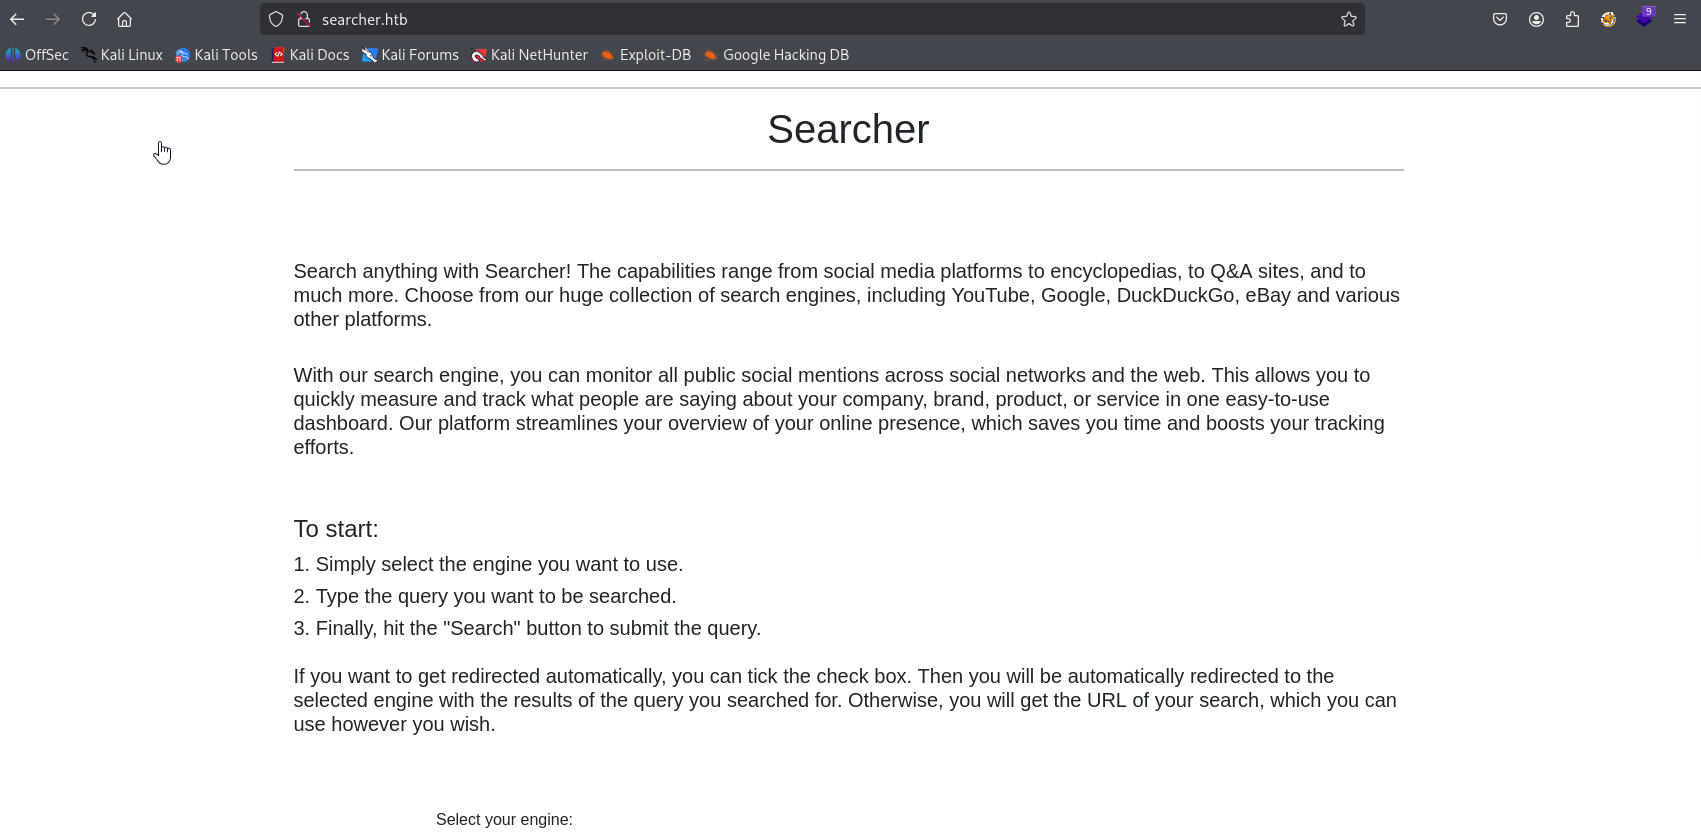 searcher.htb
9
OffSec Kali Linux Kali Tools Kali Docs Kali Forums Kali NetHunter Exploit-DB Google Hacking DB
Searcher
Search anything with Searcher! The capabilities range from social media platforms to encyclopedias, to Q&A sites, and to
much more. Choose from our huge collection of search engines, including YouTube, Google, DuckDuckGo, eBay and various
other platforms.
With our search engine, you can monitor all public social mentions across social networks and the web. This allows you to
quickly measure and track what people are saying about your company, brand, product, or service in one easy-to-use
dashboard. Our platform streamlines your overview of your online presence, which saves you time and boosts your tracking
efforts.
To start:
1. Simply select the engine you want to use.
2. Type the query you want to be searched.
3. Finally, hit the "Search" button to submit the query.
If you want to get redirected automatically, you can tick the check box. Then you will be automatically redirected to the
selected engine with the results of the query you searched for. Otherwise, you will get the URL of your search, which you can
use however you wish.
Select your engine: